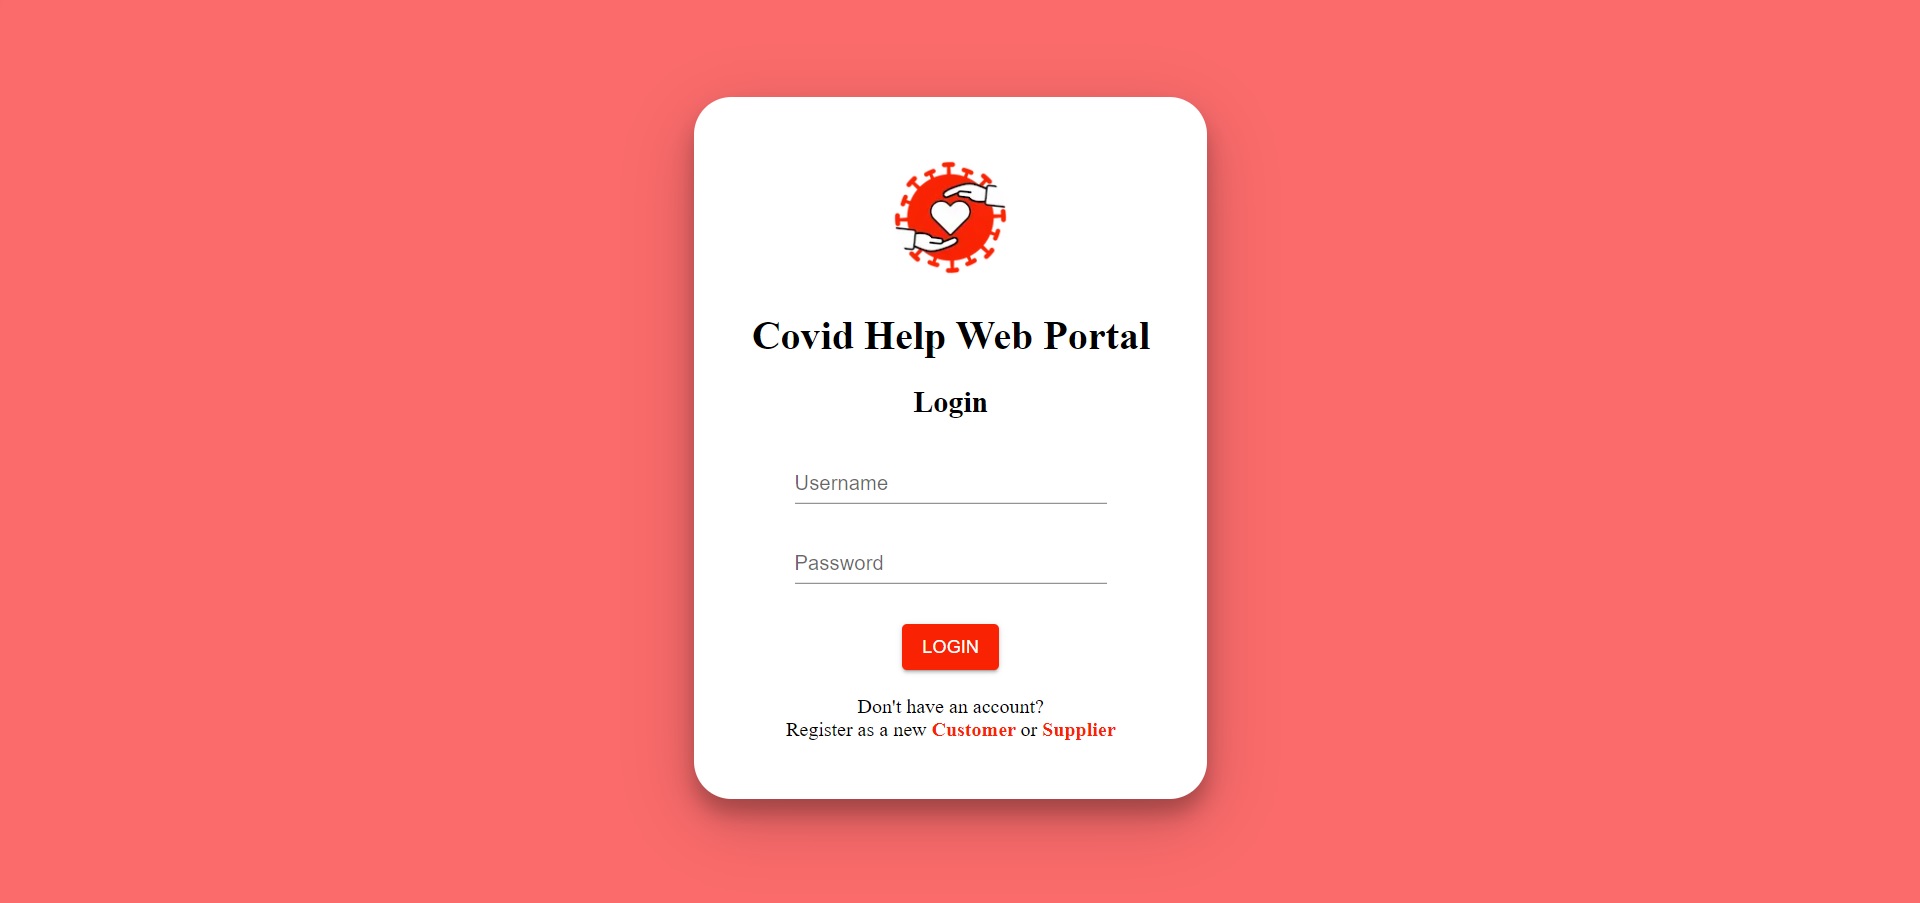 Covid Help Web Portal
Login
Username
Password
LOGIN
Don't have an account?
Register as a new Customer or Supplier